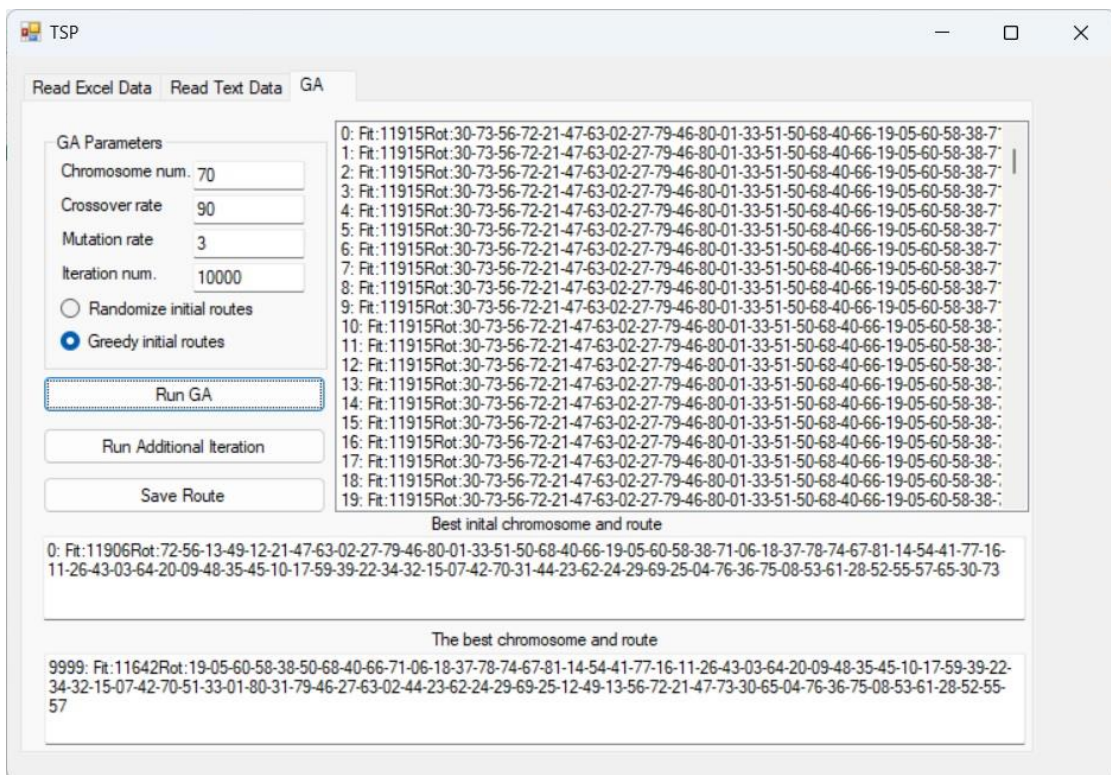 TSP
Read Excel Data Read Text Data GA
GA Parameters
Chromosome num. 70
Crossover rate 90
Mutation rate 3
Iteration num. 10000
Randomize initial routes
Greedy initial routes
Run GA
Run Additional Iteration
Save Route
0: Fit:11915Rot:30-73-56-72-21-47-63-02-27-79-46-80-01-33-51-50-68-40-66-19-05-60-58-38-71
1: Fit:11915Rot:30-73-56-72-21-47-63-02-27-79-46-80-01-33-51-50-68-40-66-19-05-60-58-38-71
2: Fit:11915Rot:30-73-56-72-21-47-63-02-27-79-46-80-01-33-51-50-68-40-66-19-05-60-58-38-71
3: Fit:11915Rot:30-73-56-72-21-47-63-02-27-79-46-80-01-33-51-50-68-40-66-19-05-60-58-38-71
4: Fit:11915Rot:30-73-56-72-21-47-63-02-27-79-46-80-01-33-51-50-68-40-66-19-05-60-58-38-71
5: Fit:11915Rot:30-73-56-72-21-47-63-02-27-79-46-80-01-33-51-50-68-40-66-19-05-60-58-38-71
6: Fit:11915Rot:30-73-56-72-21-47-63-02-27-79-46-80-01-33-51-50-68-40-66-19-05-60-58-38-71
7: Fit:11915Rot:30-73-56-72-21-47-63-02-27-79-46-80-01-33-51-50-68-40-66-19-05-60-58-38-71
8: Fit:11915Rot:30-73-56-72-21-47-63-02-27-79-46-80-01-33-51-50-68-40-66-19-05-60-58-38-71
9: Fit:11915Rot:30-73-56-72-21-47-63-02-27-79-46-80-01-33-51-50-68-40-66-19-05-60-58-38-71
10: Fit:11915Rot:30-73-56-72-21-47-63-02-27-79-46-80-01-33-51-50-68-40-66-19-05-60-58-38-7
11: Fit:11915Rot:30-73-56-72-21-47-63-02-27-79-46-80-01-33-51-50-68-40-66-19-05-60-58-38-7
12: Fit:11915Rot:30-73-56-72-21-47-63-02-27-79-46-80-01-33-51-50-68-40-66-19-05-60-58-38-7
13: Fit:11915Rot:30-73-56-72-21-47-63-02-27-79-46-80-01-33-51-50-68-40-66-19-05-60-58-38-7
14: Fit:11915Rot:30-73-56-72-21-47-63-02-27-79-46-80-01-33-51-50-68-40-66-19-05-60-58-38-7
15: Fit:11915Rot:30-73-56-72-21-47-63-02-27-79-46-80-01-33-51-50-68-40-66-19-05-60-58-38-7
16: Fit:11915Rot:30-73-56-72-21-47-63-02-27-79-46-80-01-33-51-50-68-40-66-19-05-60-58-38-7
17: Fit:11915Rot:30-73-56-72-21-47-63-02-27-79-46-80-01-33-51-50-68-40-66-19-05-60-58-38-7
18: Fit:11915Rot:30-73-56-72-21-47-63-02-27-79-46-80-01-33-51-50-68-40-66-19-05-60-58-38-7
19: Fit:11915Rot:30-73-56-72-21-47-63-02-27-79-46-80-01-33-51-50-68-40-66-19-05-60-58-38-7
Best inital chromosome and route
0: Fit:11906Rot:72-56-13-49-12-21-47-63-02-27-79-46-80-01-33-51-50-68-40-66-19-05-60-58-38-71-06-18-37-78-74-67-81-14-54-41-77-16-
11-26-43-03-64-20-09-48-35-45-10-17-59-39-22-34-32-15-07-42-70-31-44-23-62-24-29-69-25-04-76-36-75-08-53-61-28-52-55-57-65-30-73
The best chromosome and route
9999: Fit:11642Rot:19-05-60-58-38-50-68-40-66-71-06-18-37-78-74-67-81-14-54-41-77-16-11-26-43-03-64-20-09-48-35-45-10-17-59-39-22-
34-32-15-07-42-70-51-33-01-80-31-79-46-27-63-02-44-23-62-24-29-69-25-12-49-13-56-72-21-47-73-30-65-04-76-36-75-08-53-61-28-52-55-
57